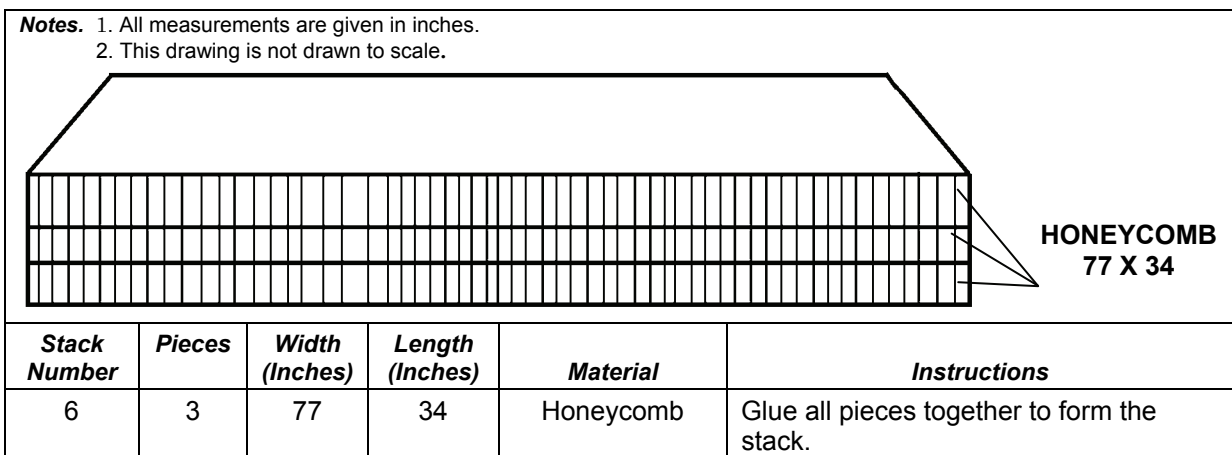 Notes. 1. All measurements are given in inches.
2. This drawing is not drawn to scale.
HONEYCOMB
77 X 34
Stack Number Pieces Width (Inches) Length (Inches) Material Instructions
6 3 77 34 Honeycomb Glue all pieces together to form the
stack.